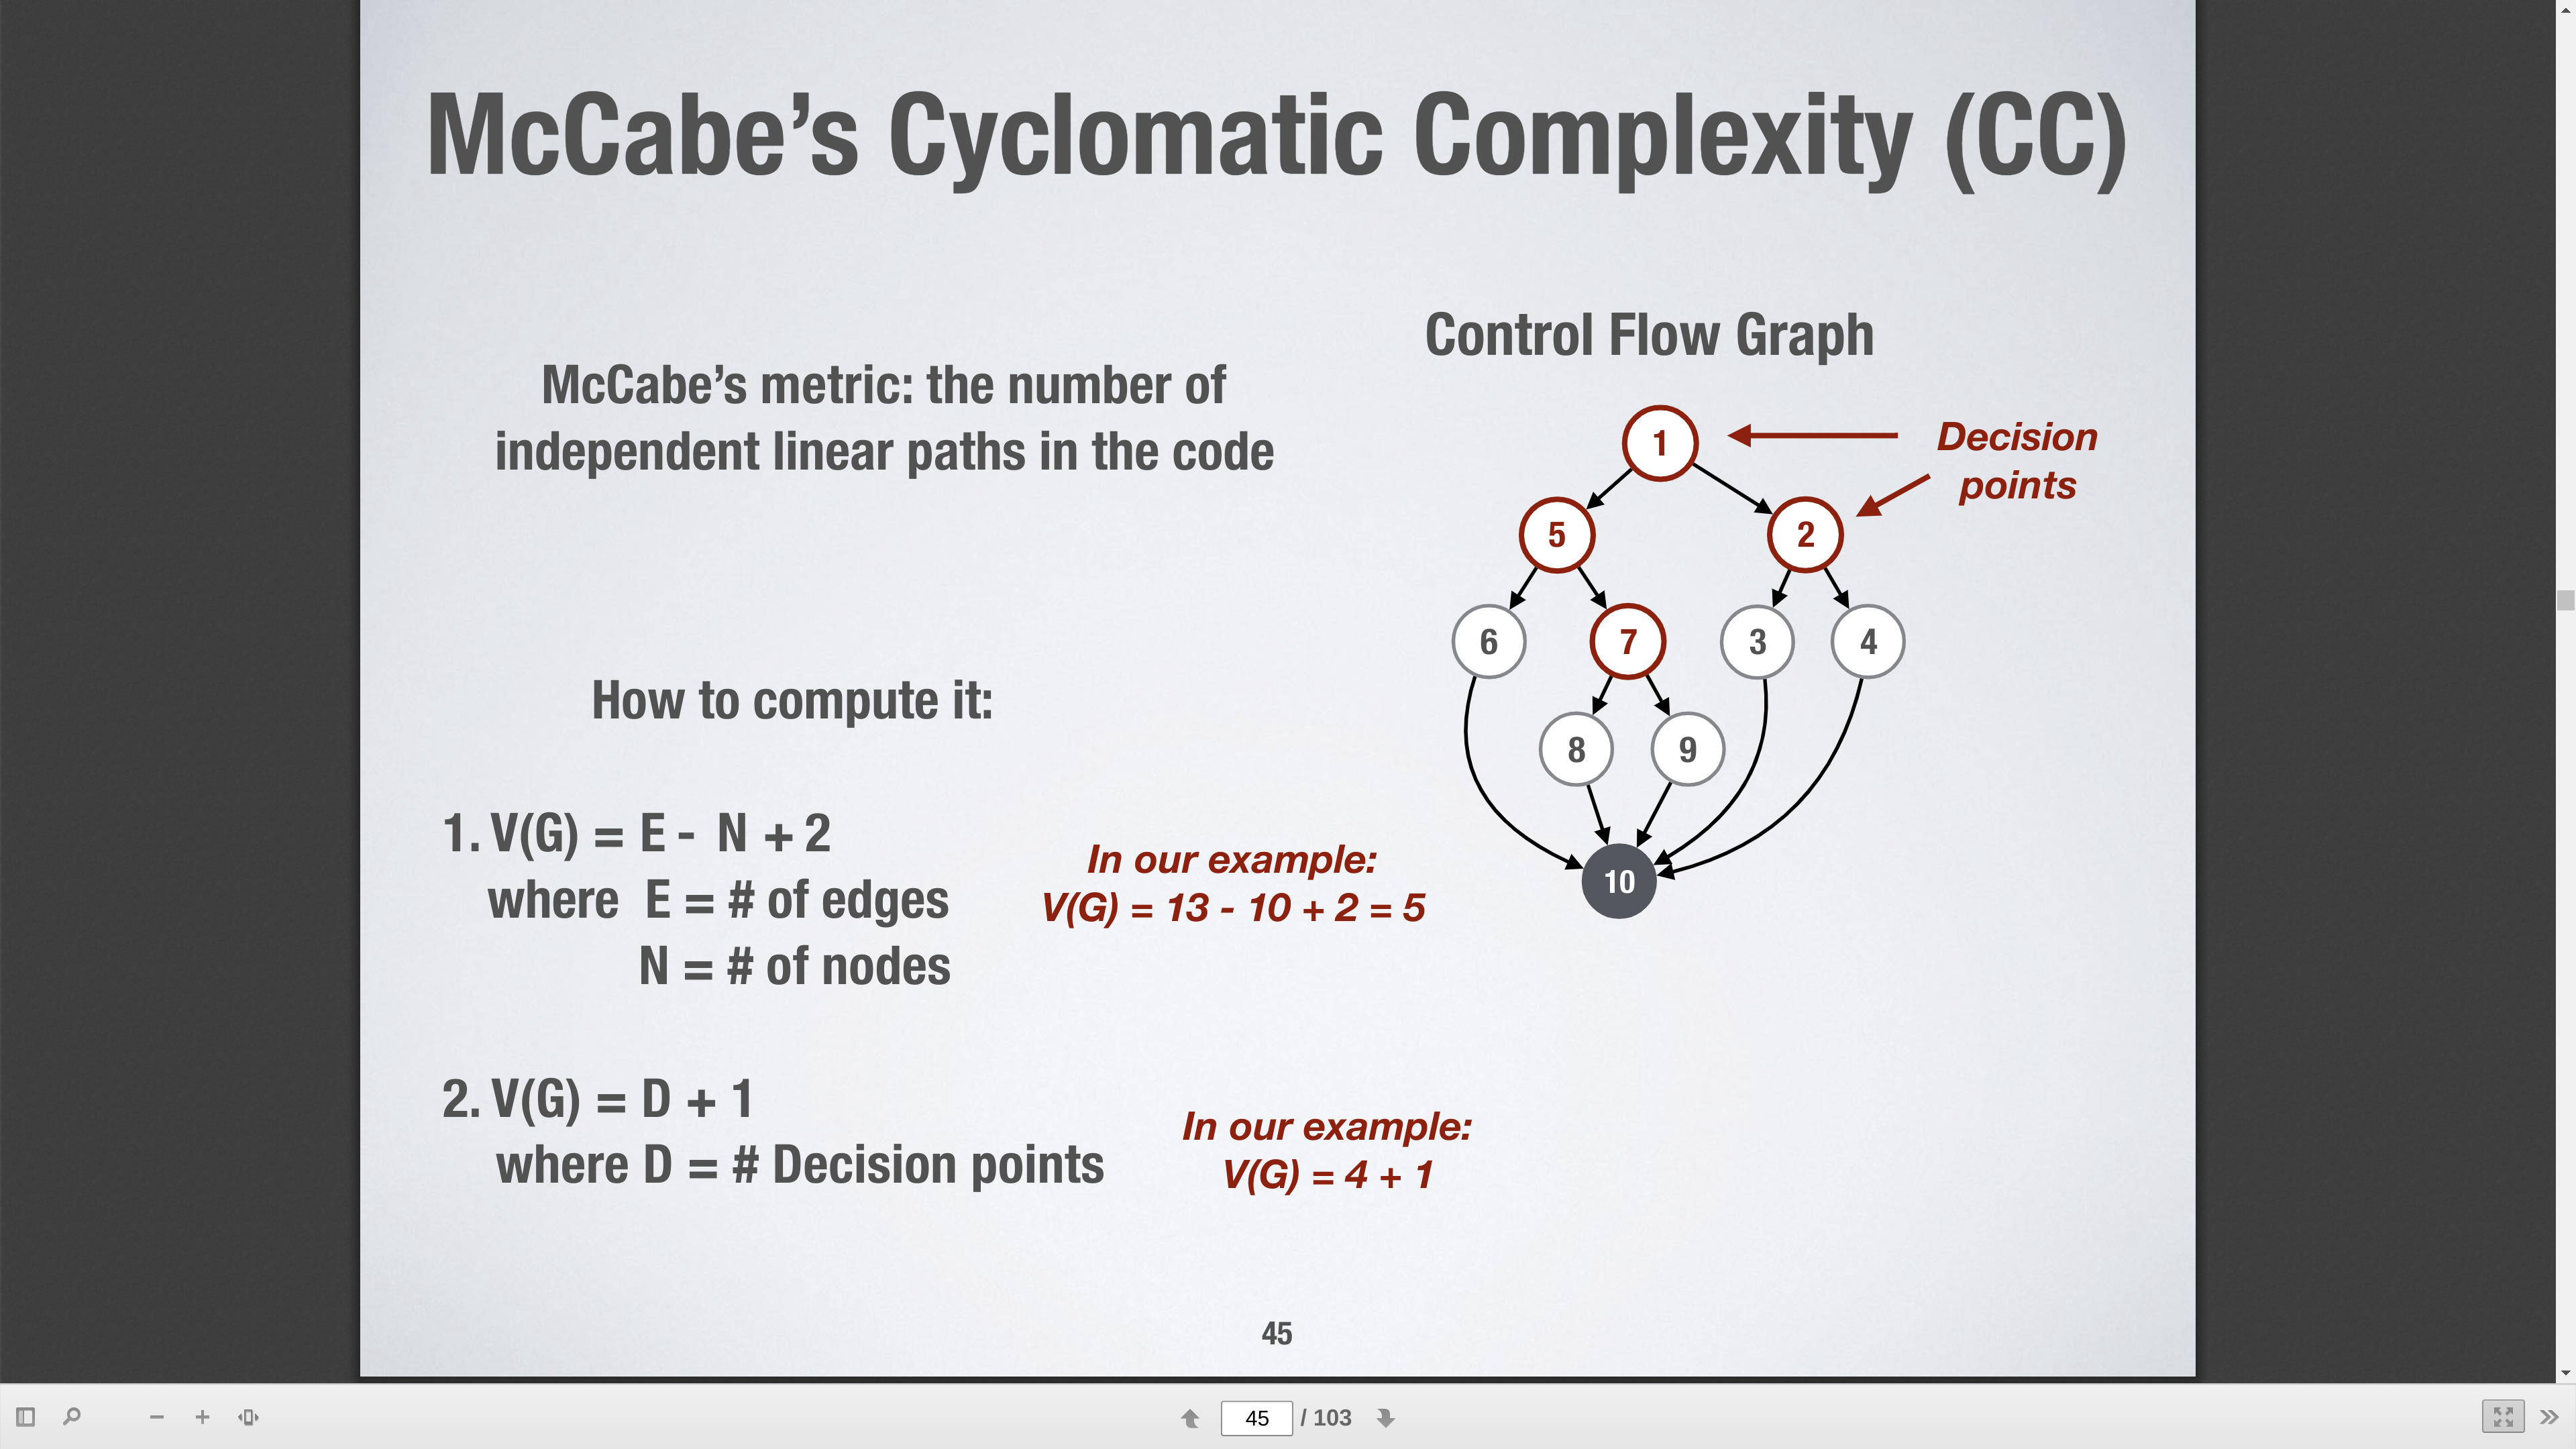 McCabe’s Cyclomatic Complexity (CC)
McCabe’s metric: the number of
independent linear paths in the code
How to compute it:
1. V(G) = E - N + 2
where E = # of edges
N = # of nodes
In our example:
V(G) = 13 - 10 + 2 = 5
2. V(G) = D + 1
where D = # Decision points
In our example:
V(G) = 4 + 1
Control Flow Graph
1
Decision
points
5
2
6
7
3
4
8
9
10
45
45 / 103